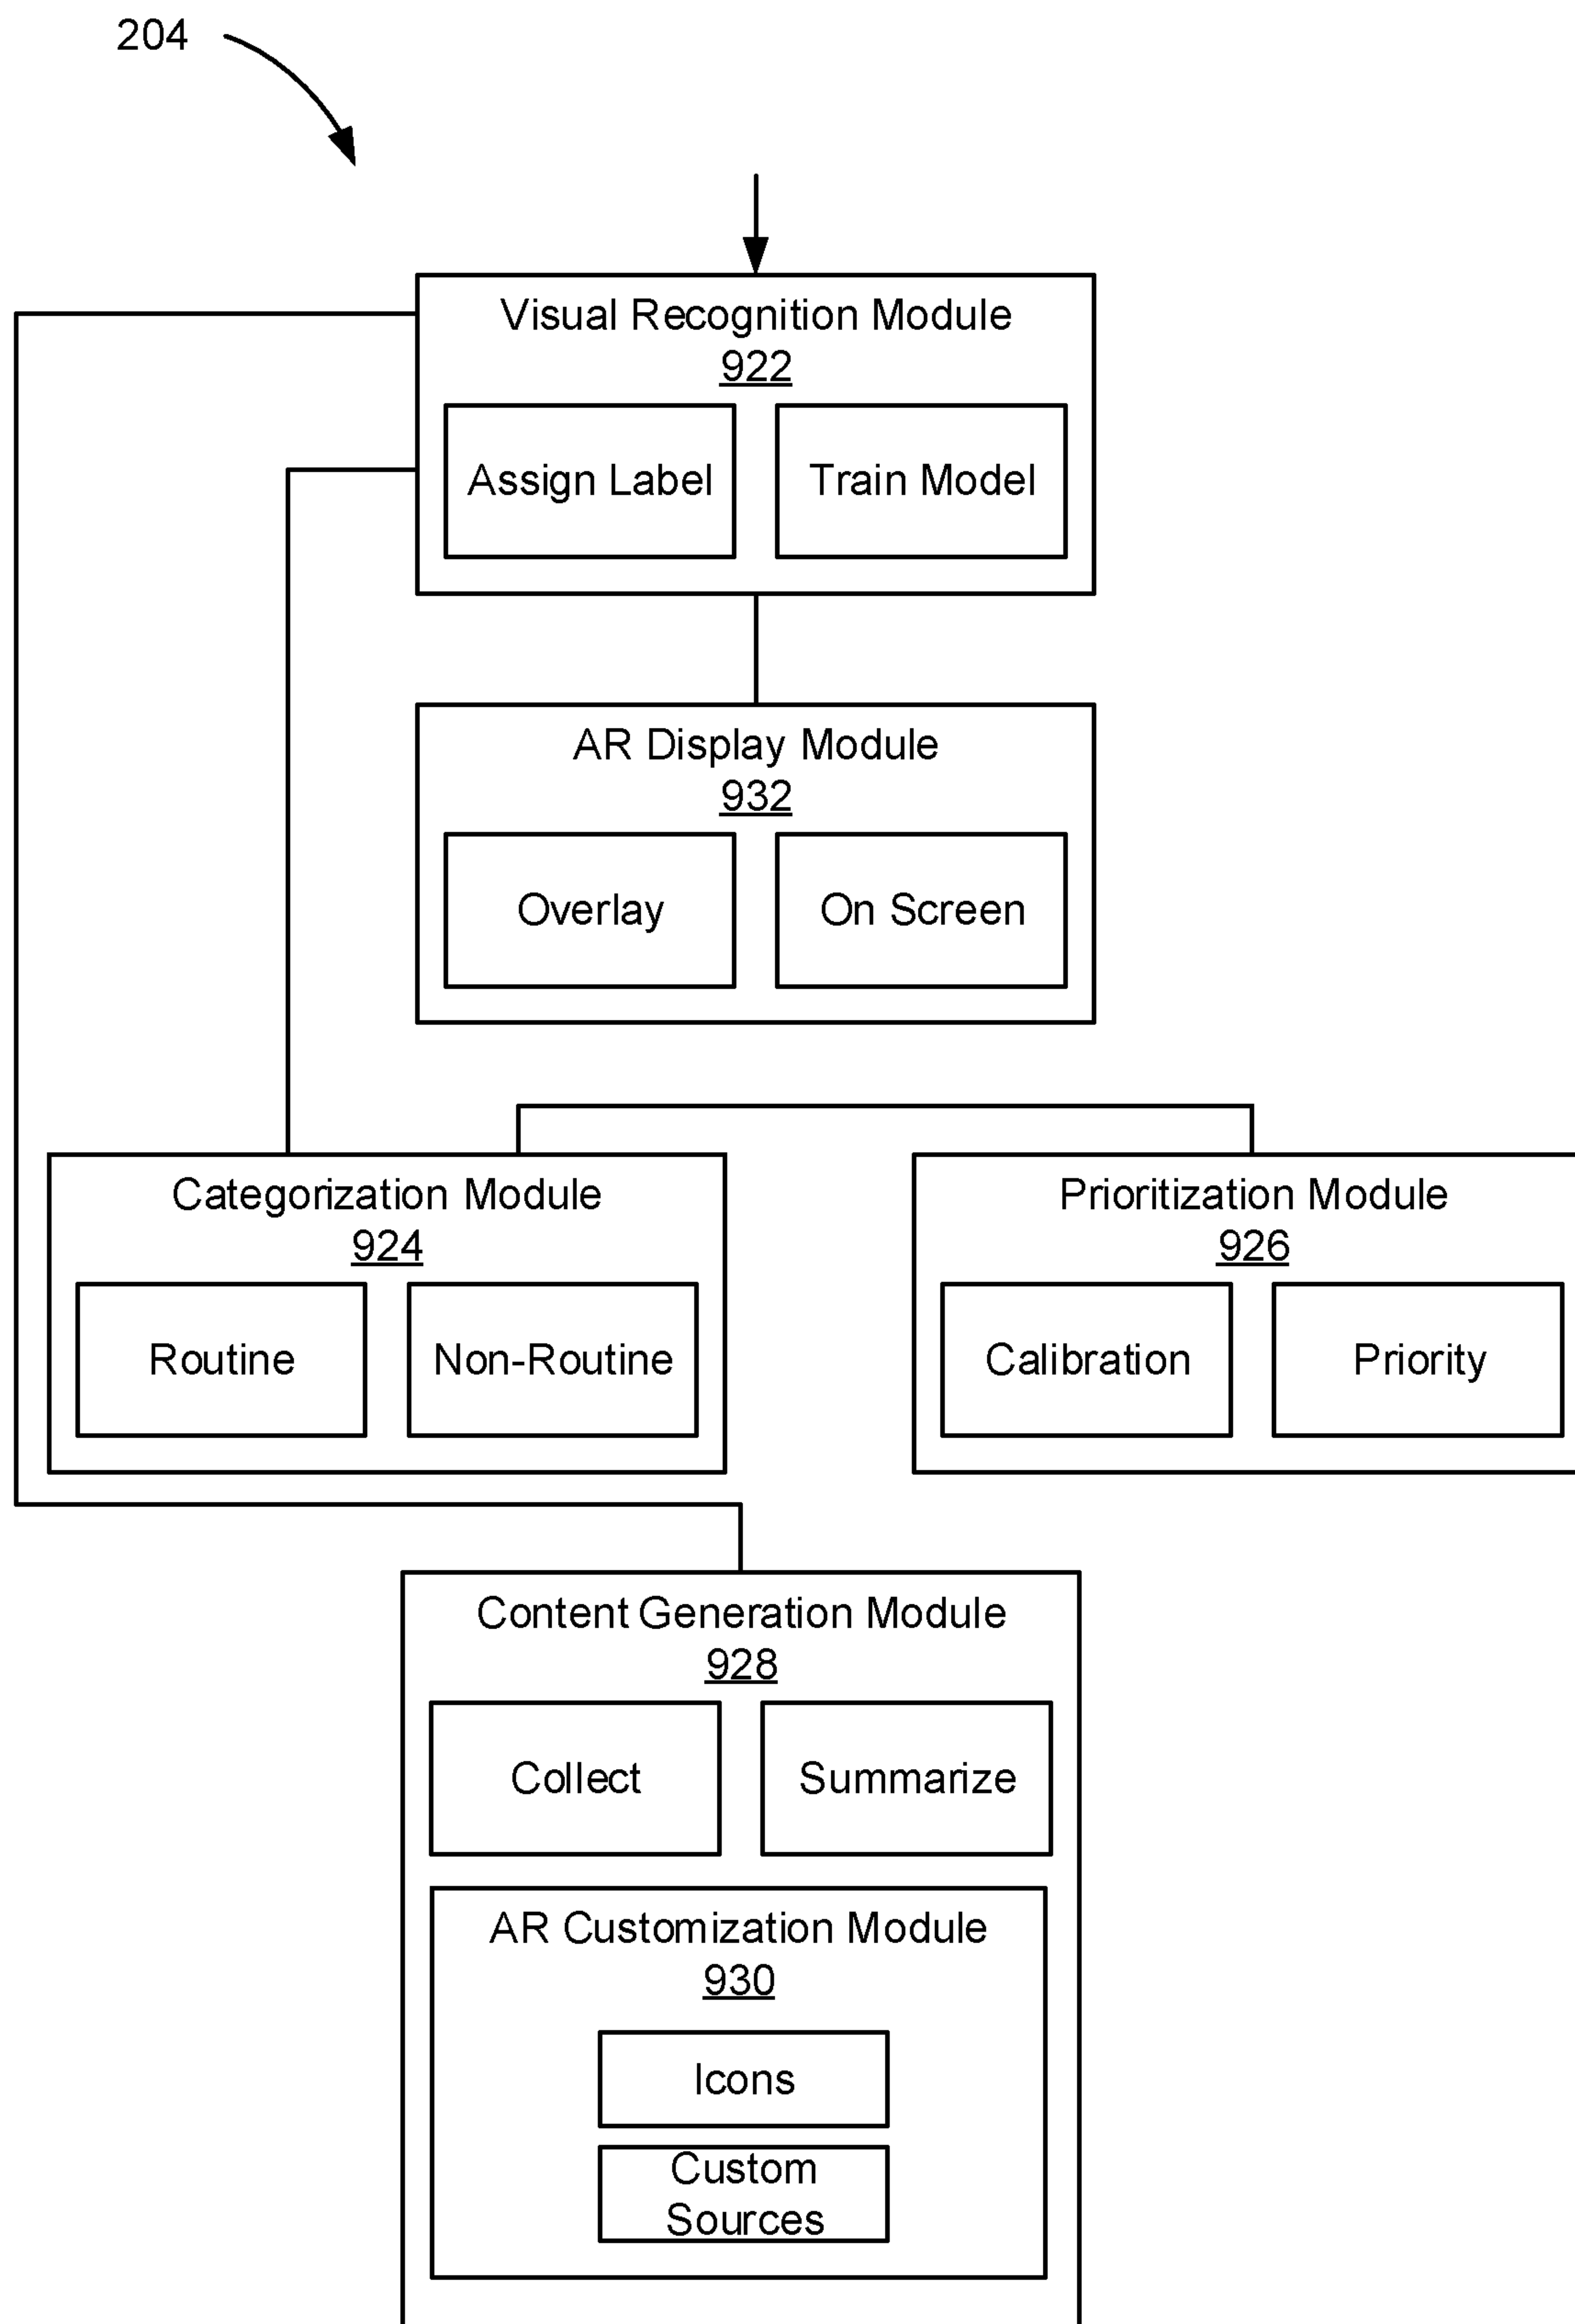 204
Visual Recognition Module
922
Assign Label
Train Model
AR Display Module
932
Overlay
On Screen
Categorization Module
924
Routine
Non-Routine
Prioritization Module
926
Calibration
Priority
Content Generation Module
928
Collect
Summarize
AR Customization Module
930
Icons
Custom
Sources